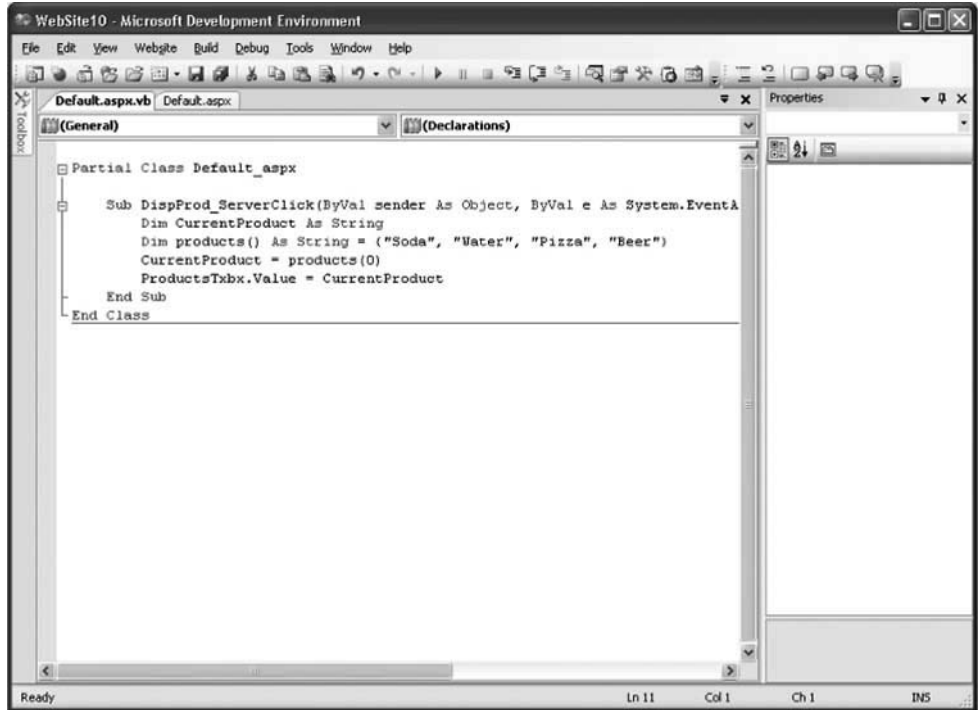 WebSite10 - Microsoft Development Environment
File Edit View Website Build Debug Tools Window Help
Toolbox
Default.aspx.vb Default.aspx
Properties
(General) (Declarations)
Partial Class Default_aspx
Sub DispProd_ServerClick(ByVal sender As Object, ByVal e As System.EventA
Dim CurrentProduct As String
Dim products() As String = ("Soda", "Water", "Pizza", "Beer")
CurrentProduct = products(0)
ProductsTxbx.Value = CurrentProduct
End Sub
End Class
Ready Ln 11 Col 1 Ch 1 INS